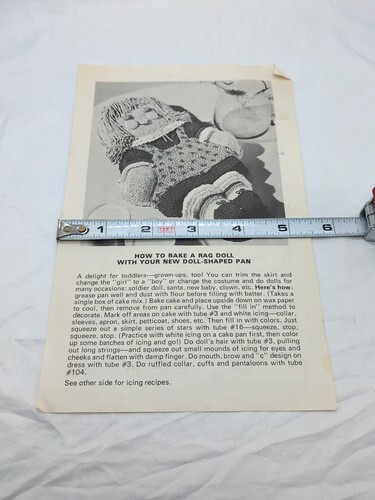 1 2 3 4 5 6
HOW TO BAKE A RAG DOLL
WITH YOUR NEW DOLL-SHAPED PAN
A delight for toddlers—grown-ups, too! You can trim the skirt and
change the "girl" to a "boy" or change the costume and do dolls for
many occasions: soldier doll, santa, new baby, clown, etc. Here's how:
grease pan well and dust with flour before filling with batter. (Takes a
single box of cake mix.) Bake cake and place upside down on wax paper
to cool, then remove from pan carefully. Use the "fill in" method to
decorate. Mark off areas on cake with tube #3 and white icing—collar,
sleeves, apron, skirt, petticoat, shoes, etc. Then fill in with colors. Just
squeeze out a simple series of stars with tube #16—squeeze, stop,
squeeze, stop. (Practice with white icing on a cake pan first, then color
up some batches of icing and go!) Do doll's hair with tube #3, pulling
out long strings—and squeeze out small mounds of icing for eyes and
cheeks and flatten with damp finger. Do mouth, brow and "c" design on
dress with tube #3. Do ruffled collar, cuffs and pantaloons with tube
#104.
See other side for icing recipes.